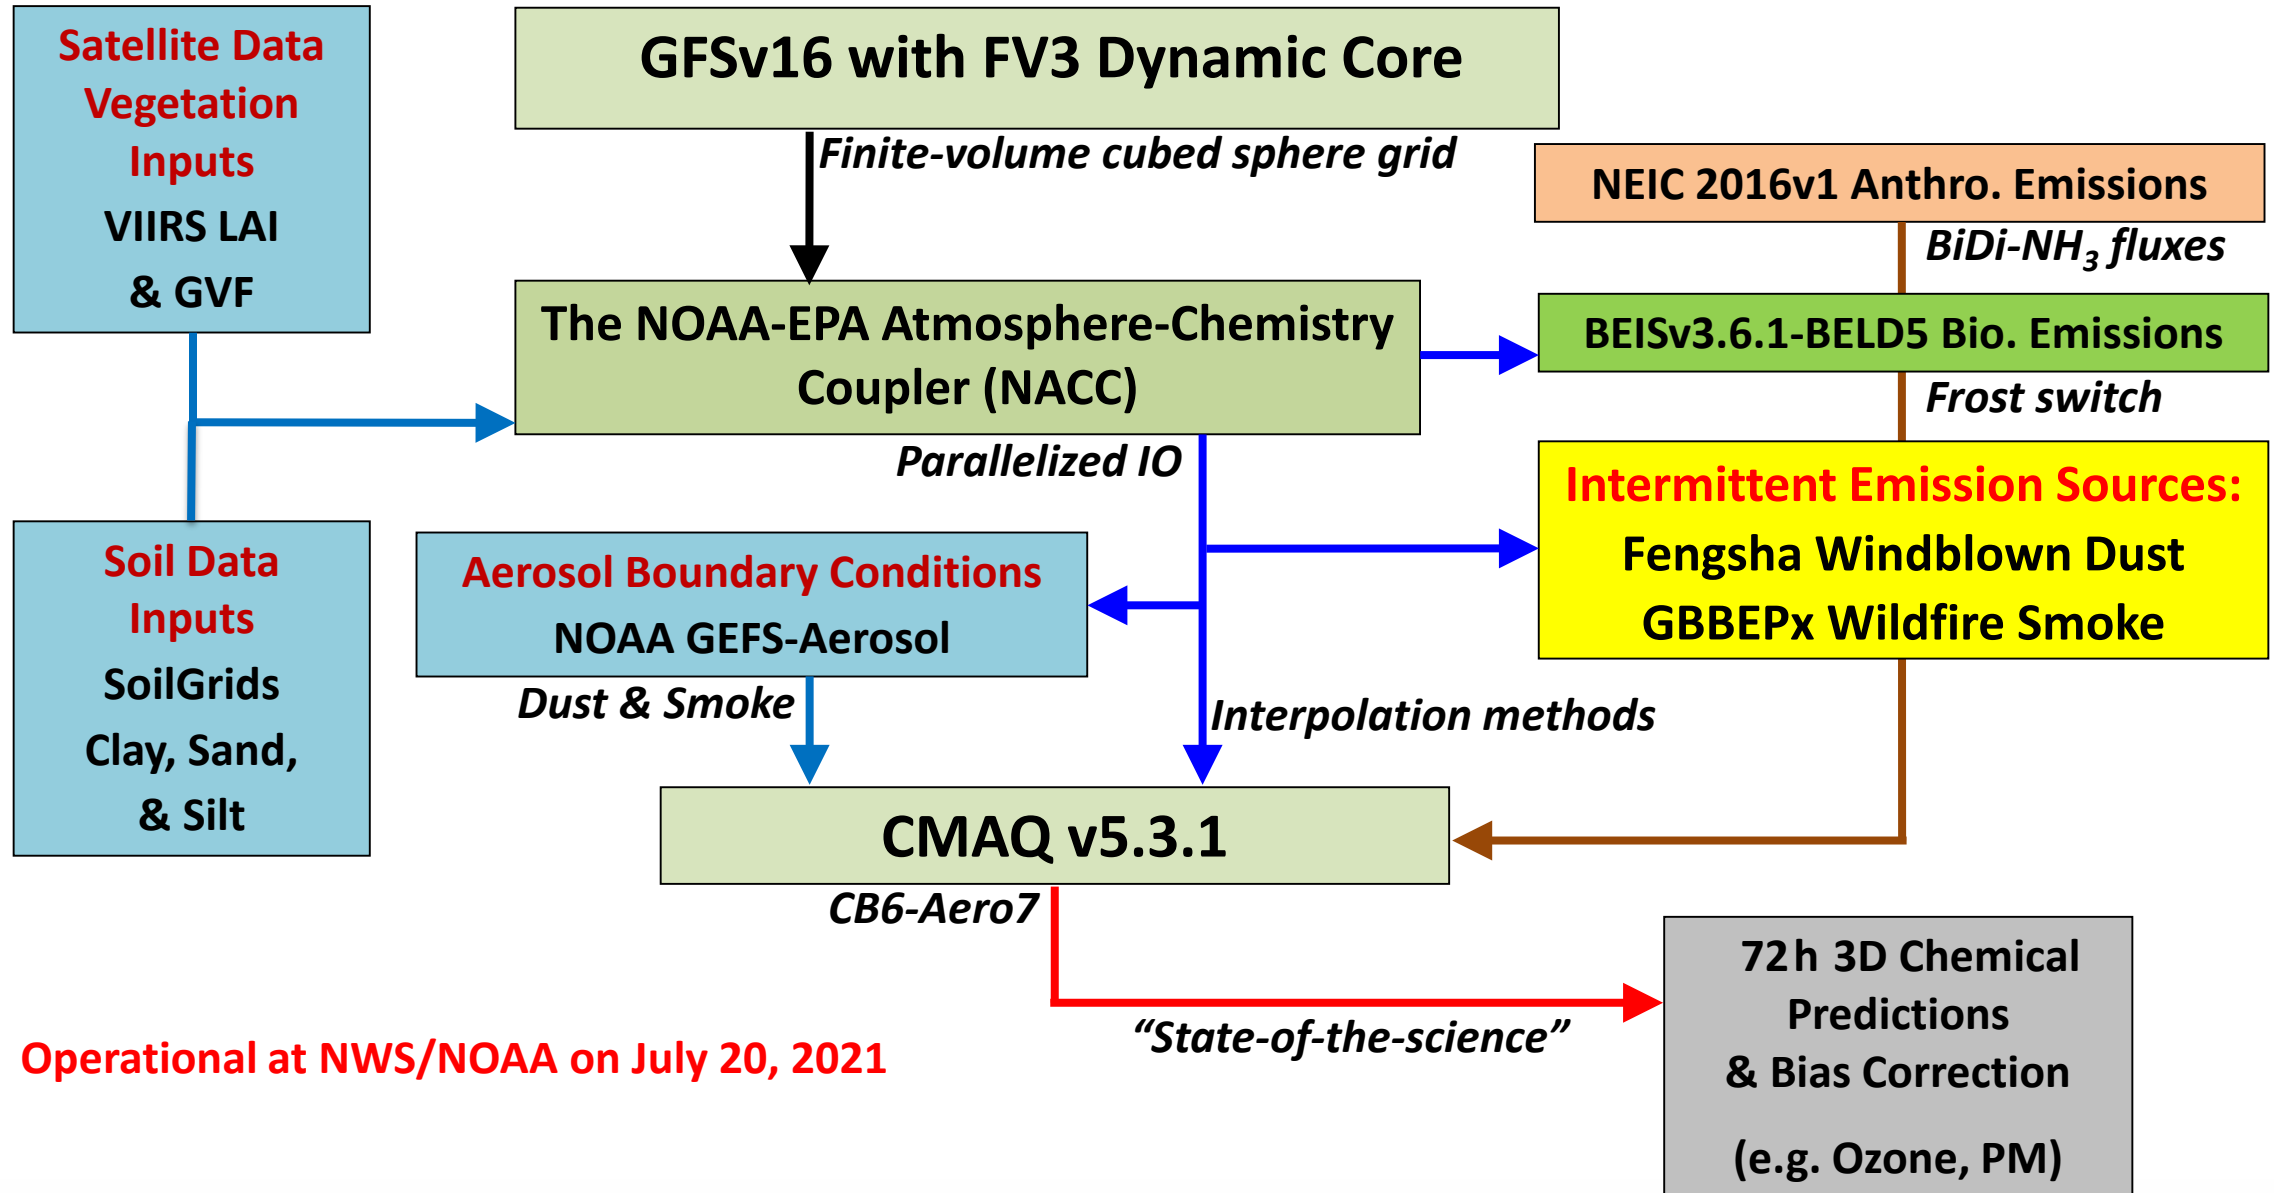 Satellite Data
Vegetation
Inputs
VIIRS LAI
& GVF
GFSv16 with FV3 Dynamic Core
Finite-volume cubed sphere grid
NEIC 2016v1 Anthro. Emissions
BiDi-NH₃ fluxes
The NOAA-EPA Atmosphere-Chemistry
Coupler (NACC)
BEISv3.6.1-BELD5 Bio. Emissions
Frost switch
Parallelized IO
Intermittent Emission Sources:
Fengsha Windblown Dust
GBBEPx Wildfire Smoke
Soil Data
Inputs
SoilGrids
Clay, Sand,
& Silt
Aerosol Boundary Conditions
NOAA GEFS-Aerosol
Dust & Smoke
Interpolation methods
CMAQ v5.3.1
CB6-Aero7
“State-of-the-science”
72h 3D Chemical
Predictions
& Bias Correction
(e.g. Ozone, PM)
Operational at NWS/NOAA on July 20, 2021